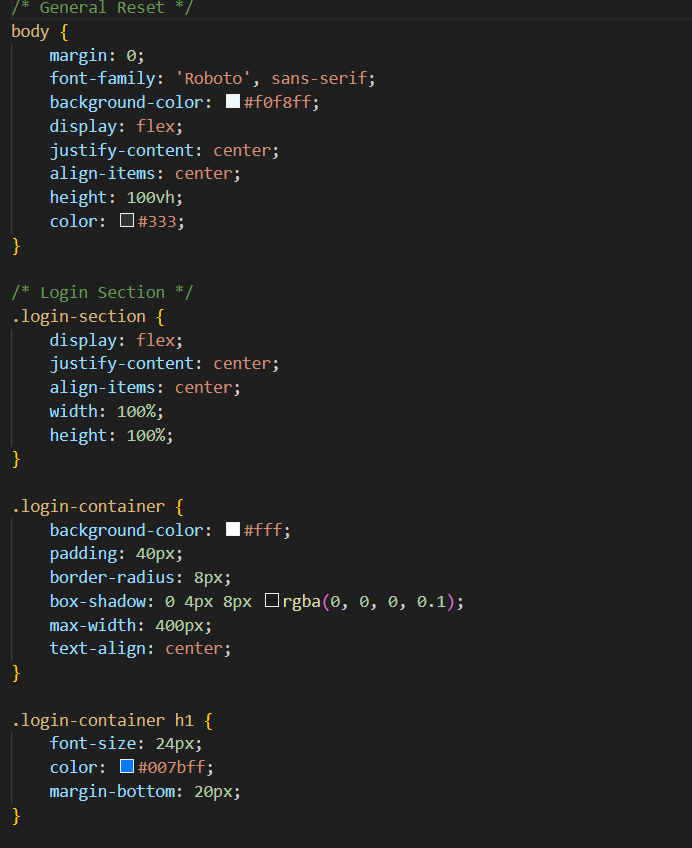 /* General Reset */
body {
    margin: 0;
    font-family: 'Roboto', sans-serif;
    background-color: #f0f8ff;
    display: flex;
    justify-content: center;
    align-items: center;
    height: 100vh;
    color: #333;
}

/* Login Section */
.login-section {
    display: flex;
    justify-content: center;
    align-items: center;
    width: 100%;
    height: 100%;
}

.login-container {
    background-color: #fff;
    padding: 40px;
    border-radius: 8px;
    box-shadow: 0 4px 8px rgba(0, 0, 0, 0.1);
    max-width: 400px;
    text-align: center;
}

.login-container h1 {
    font-size: 24px;
    color: #007bff;
    margin-bottom: 20px;
}